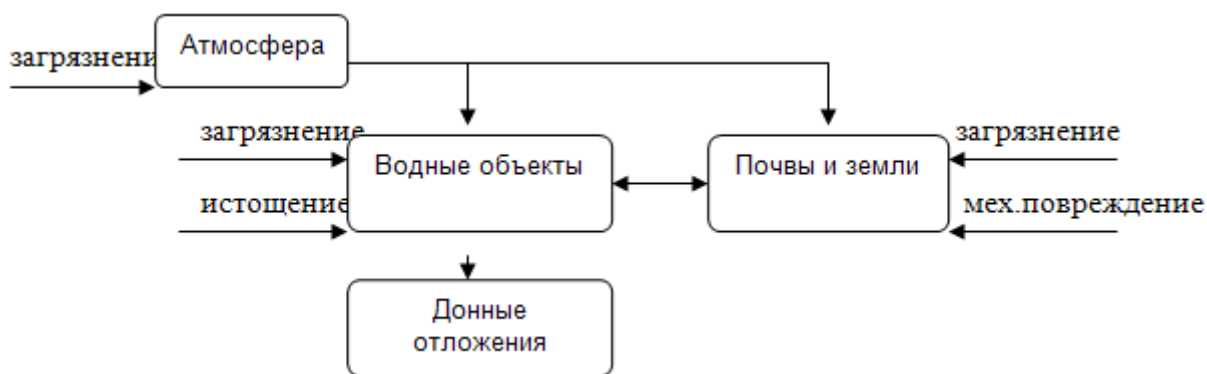 Атмосфера
загрязнени
загрязнение
загрязнение
Водные объекты
Почвы и земли
истощение
мех.повреждение
Донные
отложения